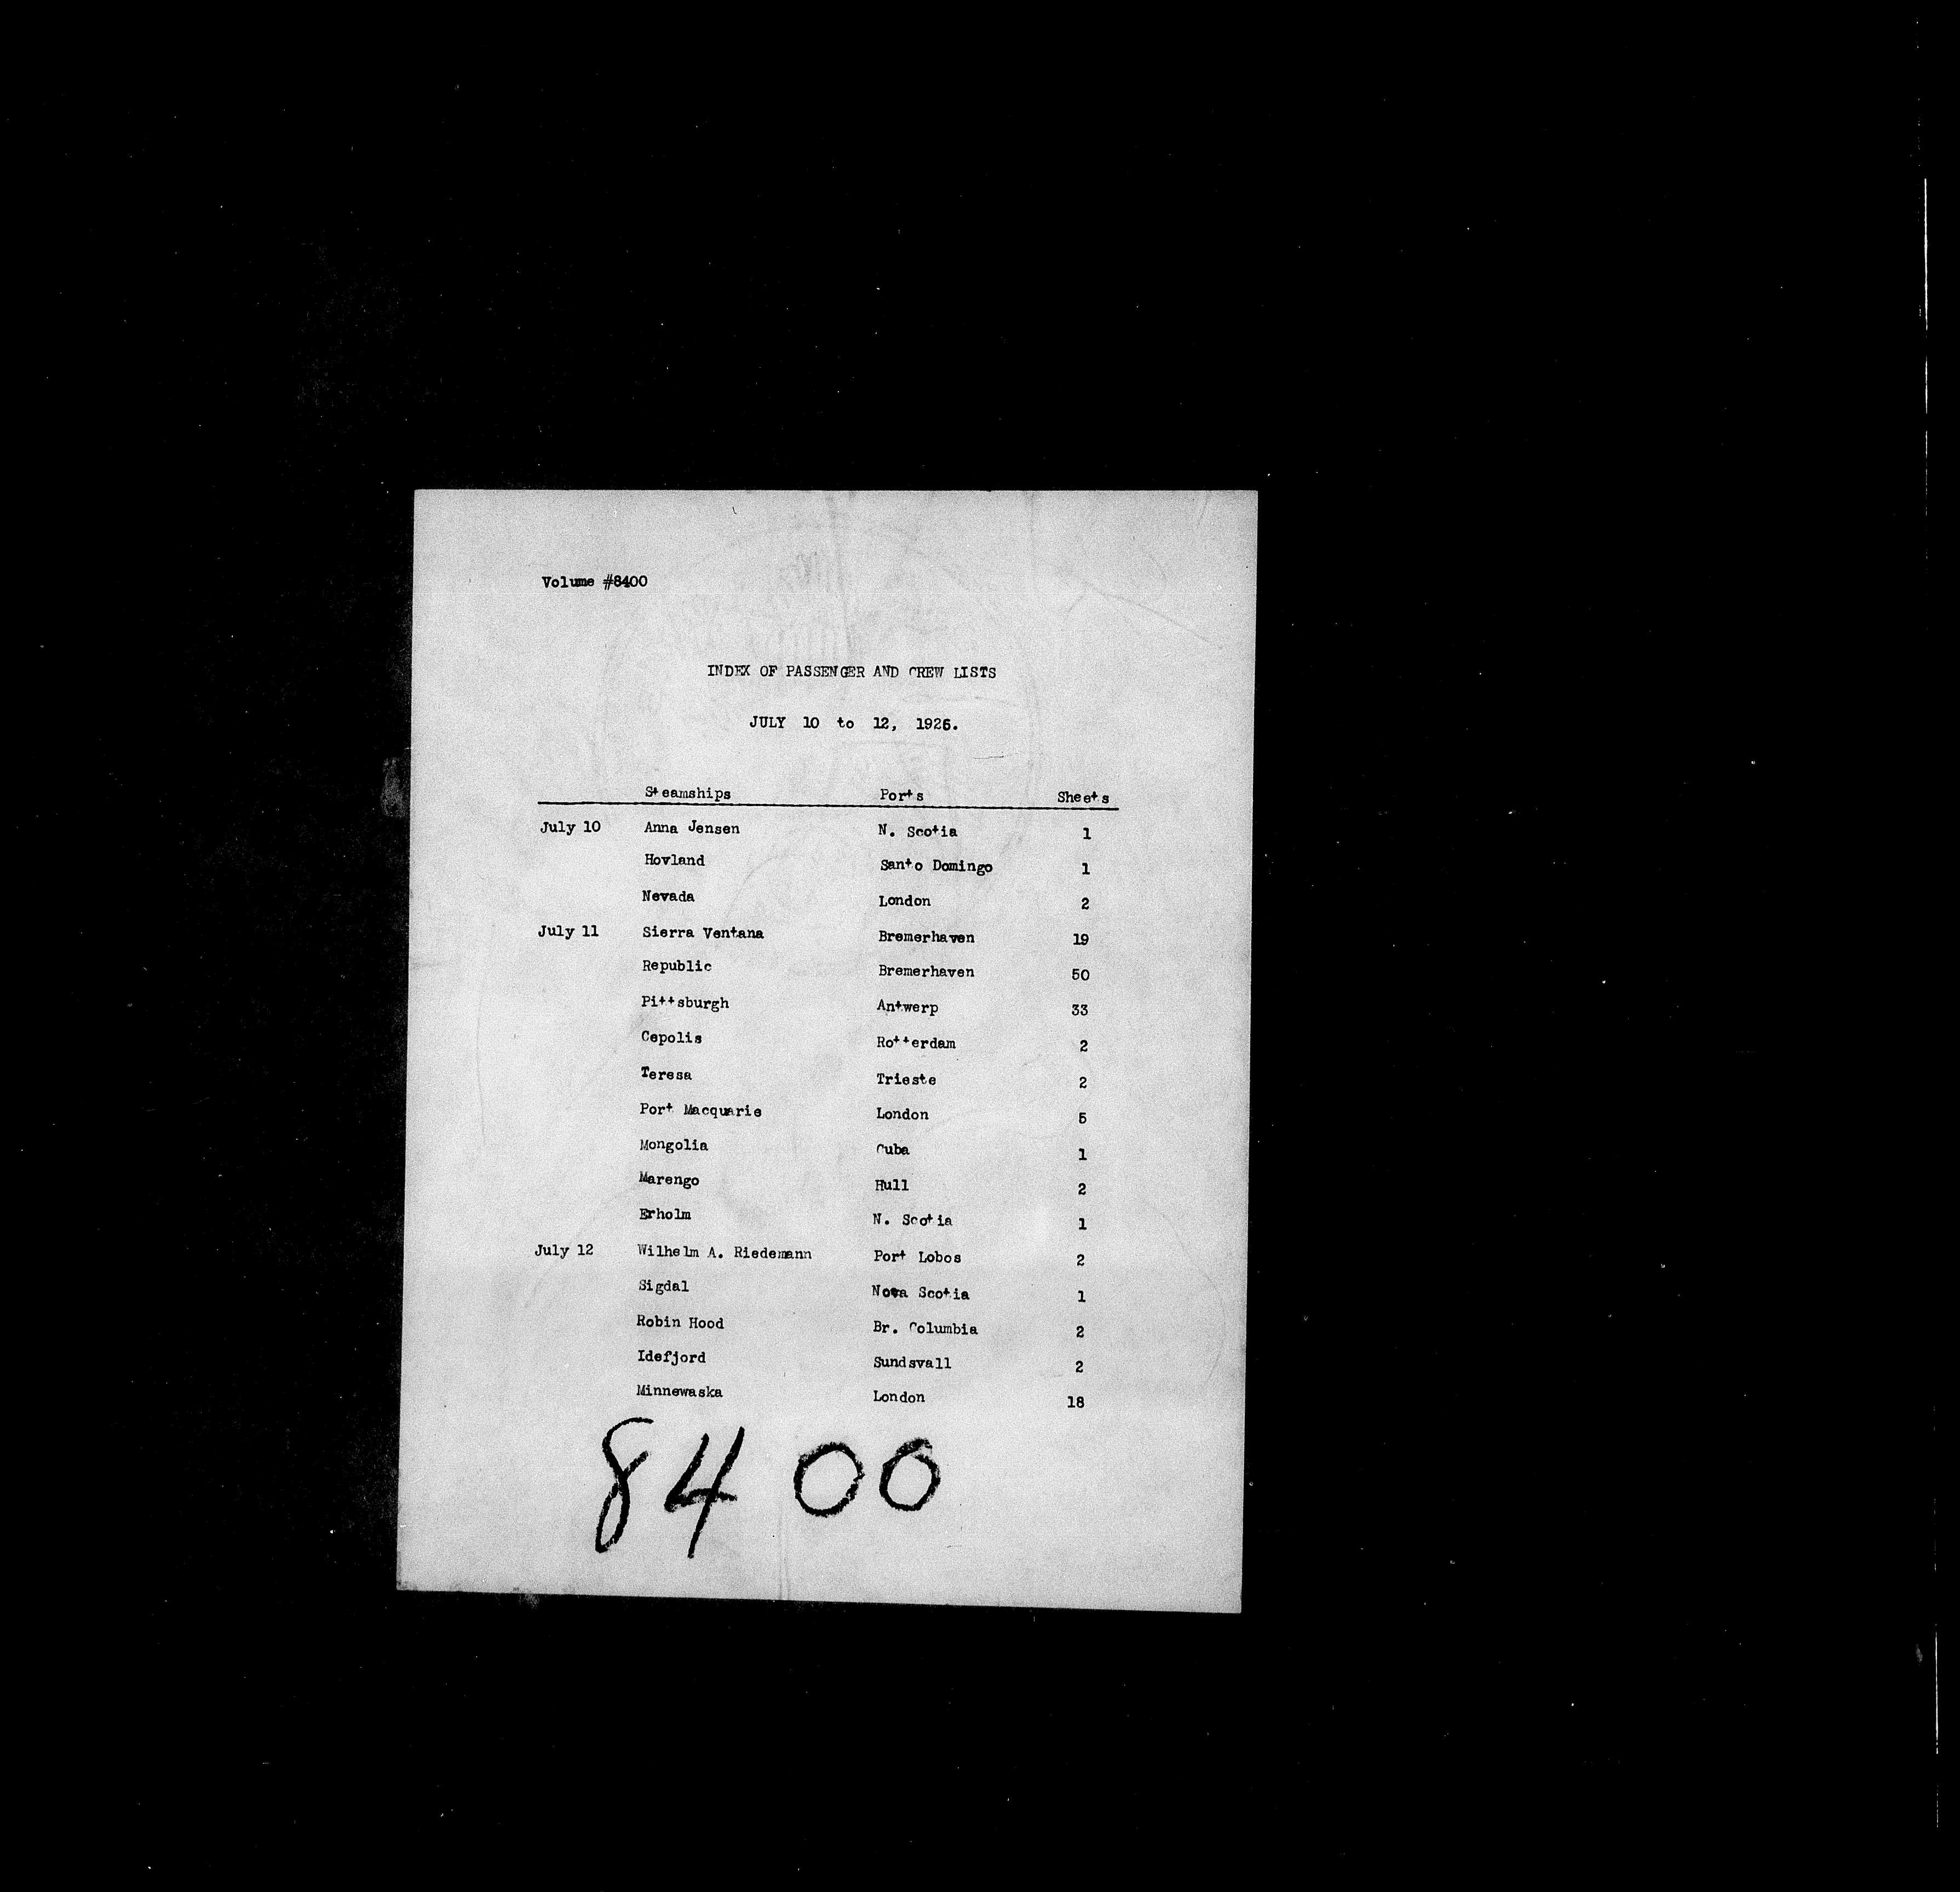 Volume #8400
INDEX OF PASSENGER AND CREW LISTS
JULY 10 to 12, 1926.
Steamships Ports Sheets
July 10 Anna Jensen N. Scotia 1
Hovland Santo Domingo 1
Nevada London 2
July 11 Sierra Ventana Bremerhaven 19
Republic Bremerhaven 50
Pittsburgh Antwerp 33
Cepolis Rotterdam 2
Teresa Trieste 2
Port Macquarie London 5
Mongolia Cuba 1
Marengo Hull 2
Erholm N. Scotia 1
July 12 Wilhelm A. Riedemann Port Lobos 2
Sigdal Nova Scotia 1
Robin Hood Br. Columbia 2
Idefjord Sundsvall 2
Minnewaska London 18
8400